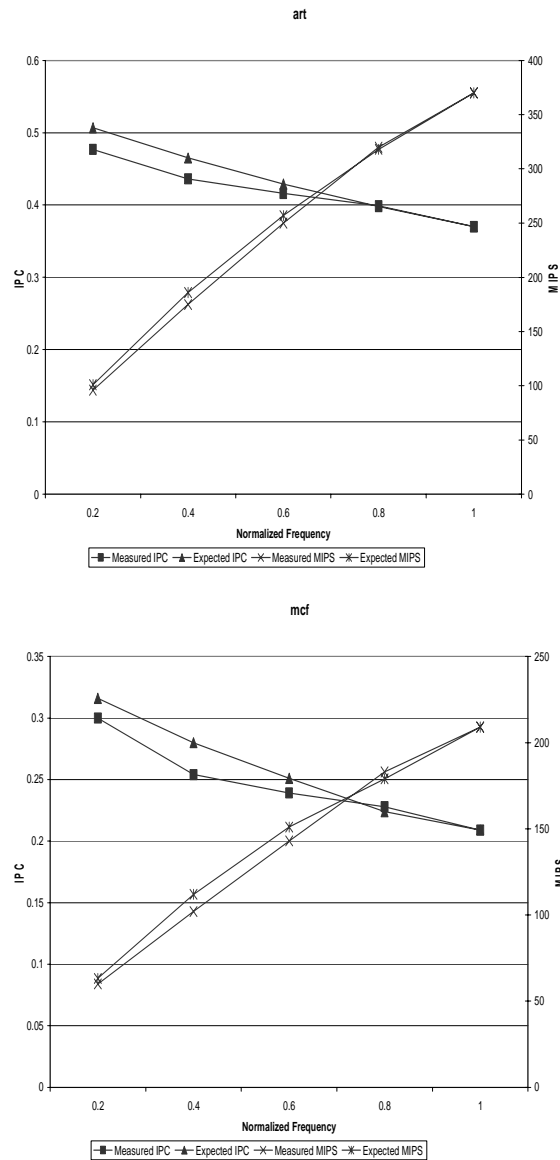 art
0.6
0.5
0.4
0.3
0.2
0.1
0
IPC
400
350
300
250
200
150
100
50
0
MIPS
0.2 0.4 0.6 0.8 1
Normalized Frequency
Measured IPC Expected IPC Measured MIPS Expected MIPS
mcf
0.35
0.3
0.25
0.2
0.15
0.1
0.05
0
IPC
250
200
150
100
50
0
MIPS
0.2 0.4 0.6 0.8 1
Normalized Frequency
Measured IPC Expected IPC Measured MIPS Expected MIPS